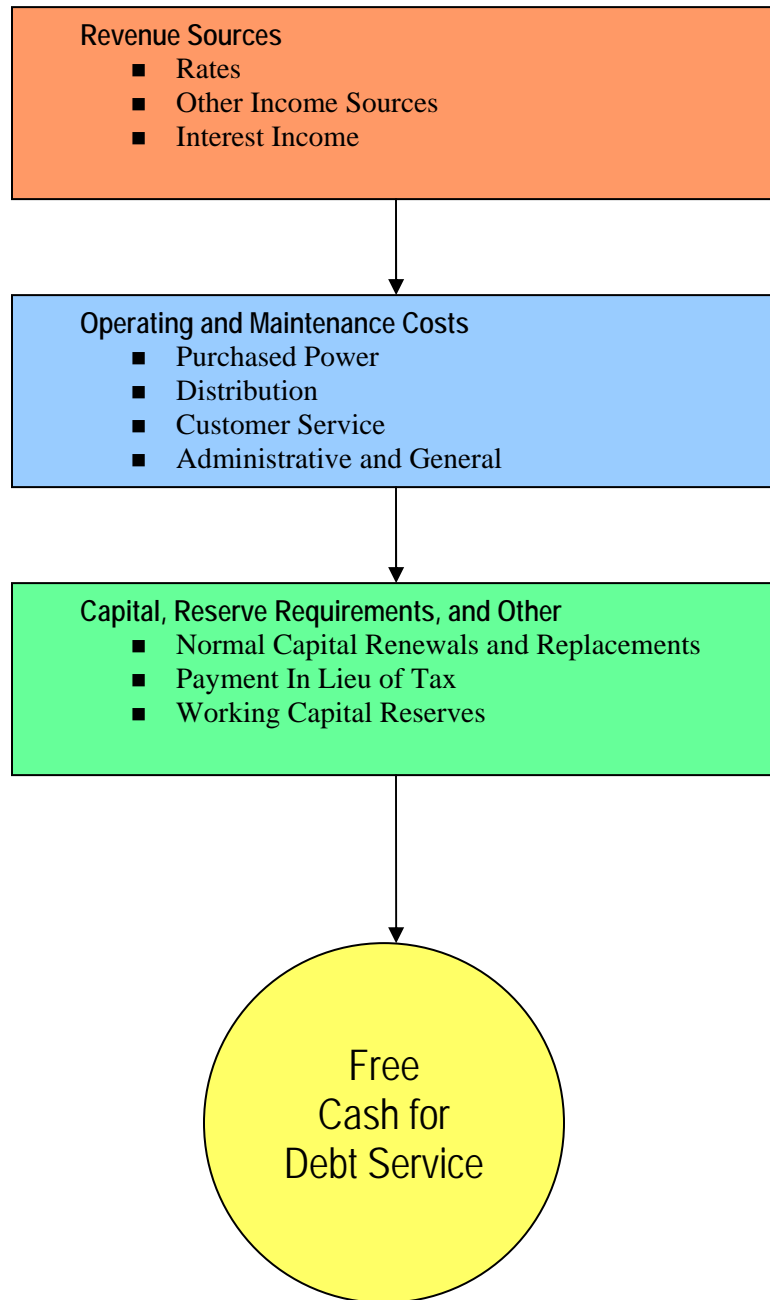 Revenue Sources
■ Rates
■ Other Income Sources
■ Interest Income
Operating and Maintenance Costs
■ Purchased Power
■ Distribution
■ Customer Service
■ Administrative and General
Capital, Reserve Requirements, and Other
■ Normal Capital Renewals and Replacements
■ Payment In Lieu of Tax
■ Working Capital Reserves
Free
Cash for
Debt Service